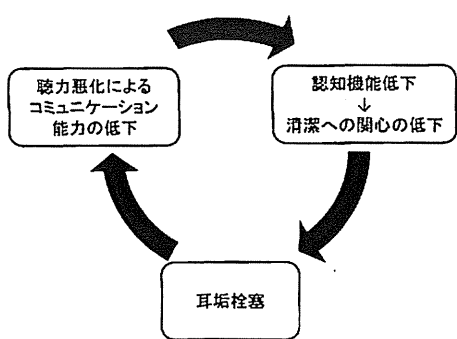 聴力悪化による
コミュニケーション
能力の低下
認知機能低下
↓
清潔への関心の低下
耳垢栓塞